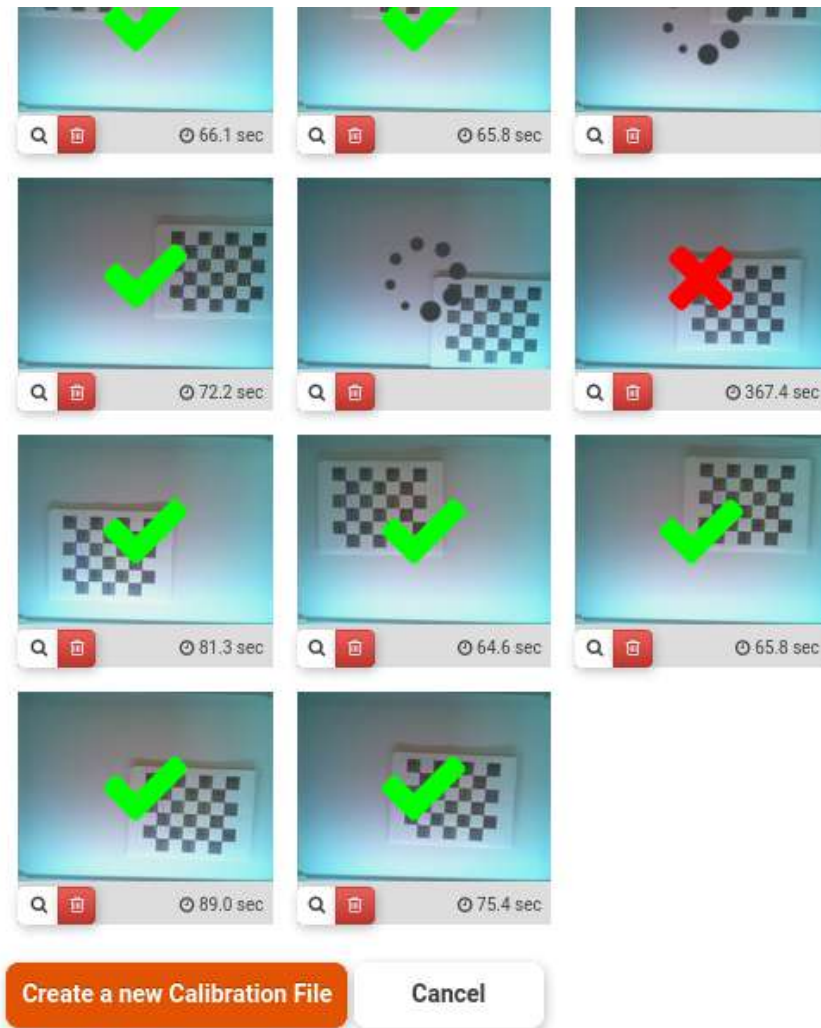 66.1 sec
65.8 sec
72.2 sec
367.4 sec
81.3 sec
64.6 sec
65.8 sec
89.0 sec
75.4 sec
Create a new Calibration File
Cancel